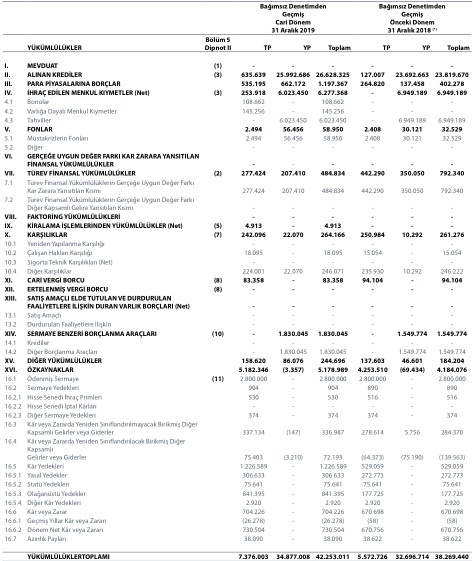 Bağımsız Denetimden Bağımsız Denetimden
Geçmiş Geçmiş
Cari Dönem Önceki Dönem
31 Aralık 2019 31 Aralık 2018 (*)
Bölüm 5
YÜKÜMLÜLÜKLER Dipnot II TP YP Toplam TP YP Toplam
I. MEVDUAT (1) - - - - - -
II. ALINAN KREDİLER (3) 635.639 25.992.686 26.628.325 127.007 23.692.663 23.819.670
III. PARA PİYASALARINA BORÇLAR 535.195 662.172 1.197.367 264.820 137.458 402.278
IV. İHRAÇ EDİLEN MENKUL KIYMETLER (Net) (3) 253.918 6.023.450 6.277.368 - 6.949.189 6.949.189
4.1 Bonolar 108.662 - 108.662 - - -
4.2 Varlığa Dayalı Menkul Kıymetler 145.256 - 145.256 - - -
4.3 Tahviller - 6.023.450 6.023.450 - 6.949.189 6.949.189
V. FONLAR 2.494 56.456 58.950 2.408 30.121 32.529
5.1 Müstakrizlerin Fonları 2.494 56.456 58.950 2.408 30.121 32.529
5.2 Diğer - - - - - -
VI. GERÇEĞE UYGUN DEĞER FARKI KAR ZARARA YANSITILAN
FİNANSAL YÜKÜMLÜLÜKLER - - - - - -
VII. TÜREV FİNANSAL YÜKÜMLÜLÜKLER (2) 277.424 207.410 484.834 442.290 350.050 792.340
7.1 Türev Finansal Yükümlülüklerin Gerçeğe Uygun Değer Farkı
Kar Zarara Yansıtılan Kısmı 277.424 207.410 484.834 442.290 350.050 792.340
7.2 Türev Finansal Yükümlülüklerin Gerçeğe Uygun Değer Farkı
Diğer Kapsamlı Gelire Yansıtılan Kısmı - - - - - -
VIII. FAKTORİNG YÜKÜMLÜLÜKLERİ - - - - - -
IX. KİRALAMA İŞLEMLERİNDEN YÜKÜMLÜLÜKLER (Net) (5) 4.913 - 4.913 - - -
X. KARŞILIKLAR (7) 242.096 22.070 264.166 250.984 10.292 261.276
10.1 Yeniden Yapılanma Karşılığı - - - - - -
10.2 Çalışan Hakları Karşılığı 18.095 - 18.095 15.054 - 15.054
10.3 Sigorta Teknik Karşılıkları (Net) - - - - - -
10.4 Diğer Karşılıklar 224.001 22.070 246.071 235.930 10.292 246.222
XI. CARİ VERGİ BORCU (8) 83.358 - 83.358 94.104 - 94.104
XII. ERTELENMİŞ VERGİ BORCU (8) - - - - - -
XIII. SATIŞ AMAÇLI ELDE TUTULAN VE DURDURULAN
FAALİYETLERE İLİŞKİN DURAN VARLIK BORÇLARI (Net) - - - - - -
13.1 Satış Amaçlı - - - - - -
13.2 Durdurulan Faaliyetlere İlişkin - - - - - -
XIV. SERMAYE BENZERİ BORÇLANMA ARAÇLARI (10) - 1.830.045 1.830.045 - 1.549.774 1.549.774
14.1 Krediler - - - - - -
14.2 Diğer Borçlanma Araçları - 1.830.045 1.830.045 - 1.549.774 1.549.774
XV. DİĞER YÜKÜMLÜLÜKLER 158.620 86.076 244.696 137.603 46.601 184.204
XVI. ÖZKAYNAKLAR 5.182.346 (3.357) 5.178.989 4.253.510 (69.434) 4.184.076
16.1 Ödenmiş Sermaye (11) 2.800.000 - 2.800.000 2.800.000 - 2.800.000
16.2 Sermaye Yedekleri 904 - 904 890 - 890
16.2.1 Hisse Senedi İhraç Primleri 530 - 530 516 - 516
16.2.2 Hisse Senedi İptal Kârları - - - - - -
16.2.3 Diğer Sermaye Yedekleri 374 - 374 374 - 374
16.3 Kâr veya Zararda Yeniden Sınıflandırılmayacak Birikmiş Diğer
Kapsamlı Gelirler veya Giderler 337.134 (147) 336.987 278.614 5.756 284.370
16.4 Kâr veya Zararda Yeniden Sınıflandırılacak Birikmiş Diğer
Kapsamlı
Gelirler veya Giderler 75.403 (3.210) 72.193 (64.373) (75.190) (139.563)
16.5 Kâr Yedekleri 1.226.589 - 1.226.589 529.059 - 529.059
16.5.1 Yasal Yedekler 306.633 - 306.633 272.773 - 272.773
16.5.2 Statü Yedekleri 75.641 - 75.641 75.641 - 75.641
16.5.3 Olağanüstü Yedekler 841.395 - 841.395 177.725 - 177.725
16.5.4 Diğer Kâr Yedekleri 2.920 - 2.920 2.920 - 2.920
16.6 Kâr veya Zarar 704.226 - 704.226 670.698 - 670.698
16.6.1 Geçmiş Yıllar Kâr veya Zararı (26.278) - (26.278) (58) - (58)
16.6.2 Dönem Net Kâr veya Zararı 730.504 - 730.504 670.756 - 670.756
16.7 Azınlık Payları 38.090 - 38.090 38.622 - 38.622
YÜKÜMLÜLÜKLERTOPLAMI 7.376.003 34.877.008 42.253.011 5.572.726 32.696.714 38.269.440